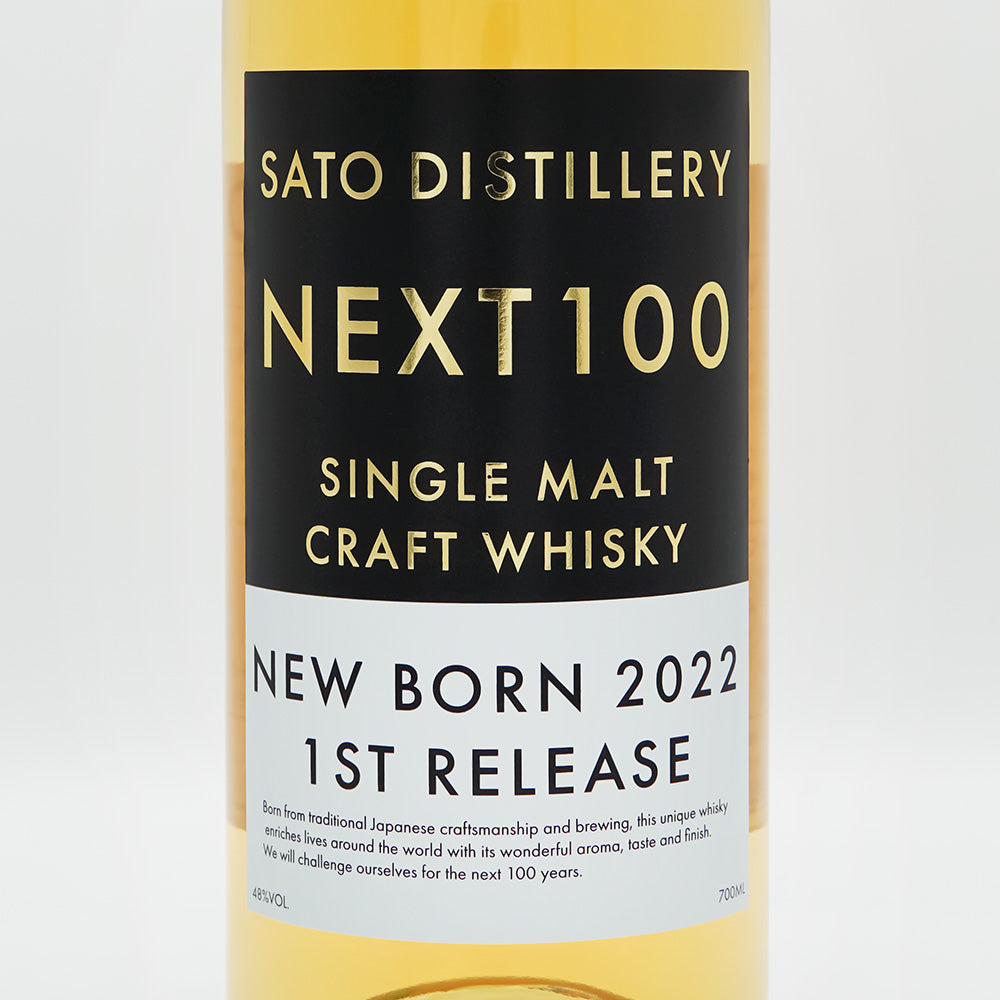 SATO DISTILLERY
NEXT100
SINGLE MALT
CRAFT WHISKY
NEW BORN 2022
1ST RELEASE
Born from traditional Japanese craftsmanship and brewing, this unique whisky
enriches lives around the world with its wonderful aroma, taste and finish.
We will challenge ourselves for the next 100 years.
48%VOL.
700ML